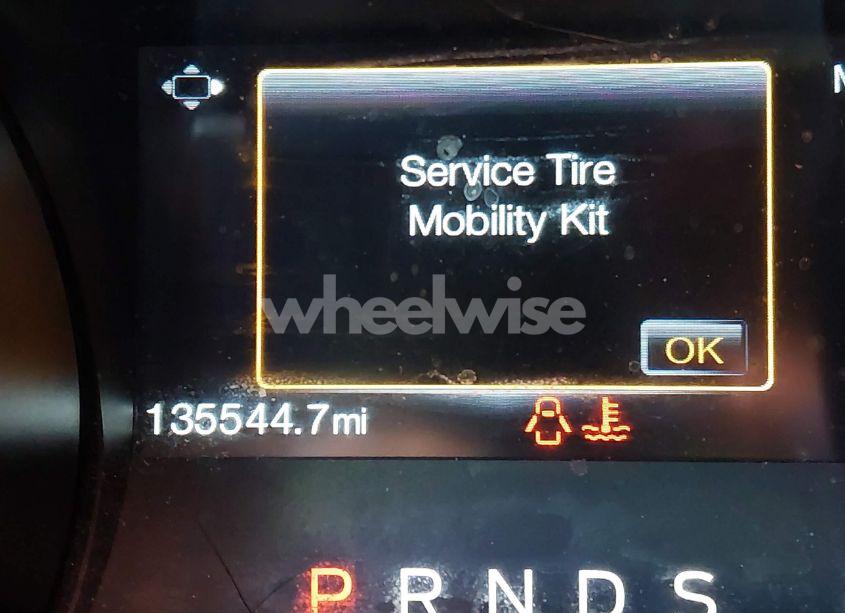 M
Service Tire
Mobility Kit
wheelwise
OK
135544.7mi
P R N D S